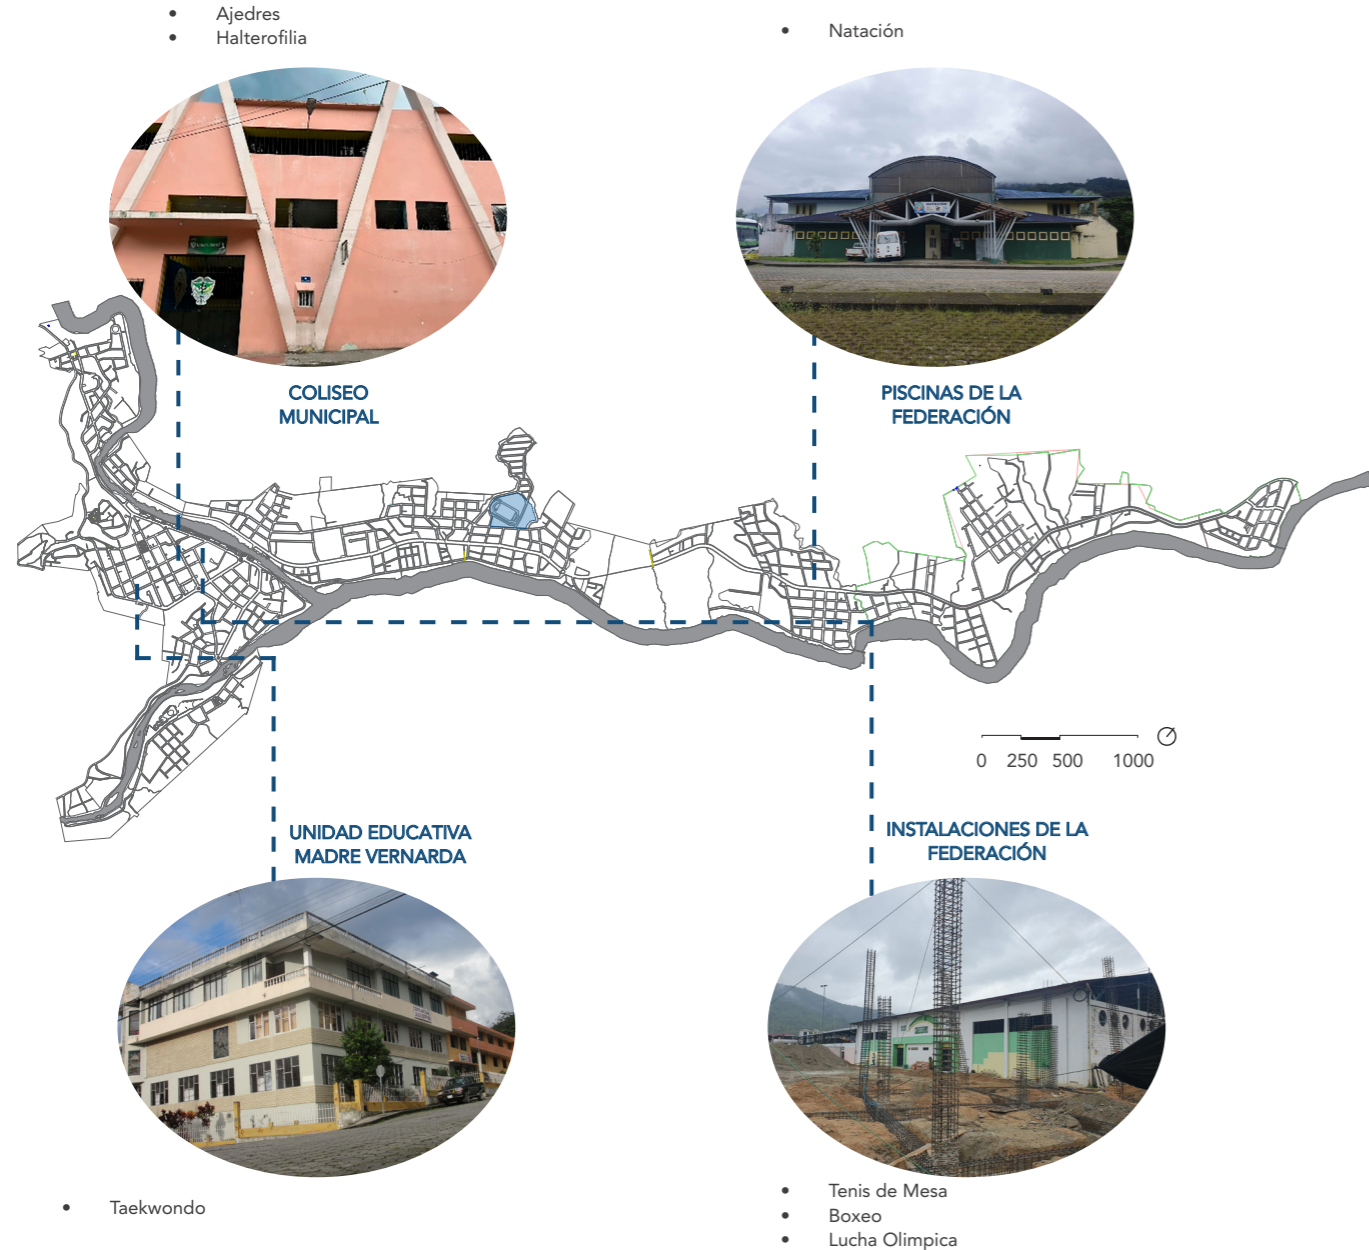 • Ajedres
• Halterofilia
• Natación
COLISEO
MUNICIPAL
PISCINAS DE LA
FEDERACIÓN
0 250 500 1000
UNIDAD EDUCATIVA
MADRE VERNARDA
INSTALACIONES DE LA
FEDERACIÓN
• Taekwondo
• Tenis de Mesa
• Boxeo
• Lucha Olimpica